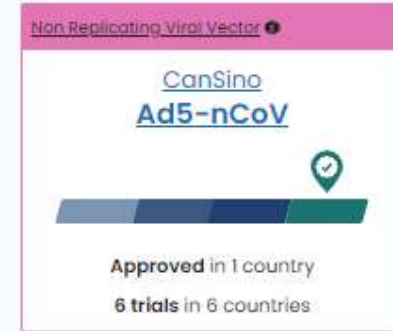 Non Replicating Viral Vector
CanSino
Ad5-nCoV
Approved in 1 country
6 trials in 6 countries